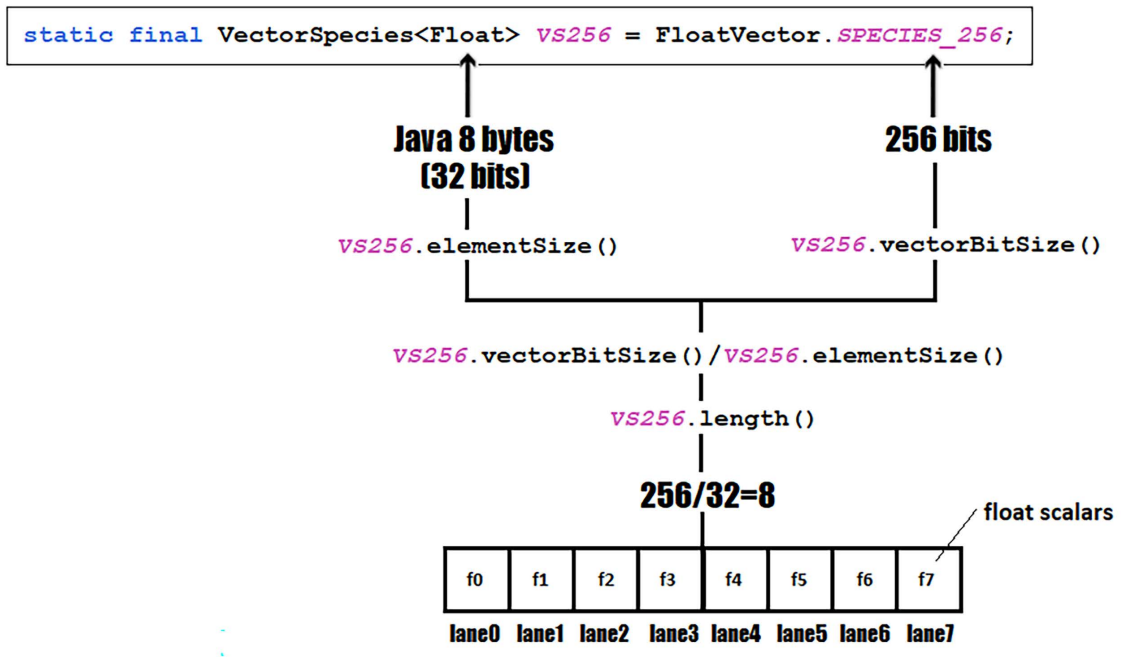 static final VectorSpecies<Float> VS256 = FloatVector.SPECIES_256;
Java 8 bytes
(32 bits)
256 bits
VS256.elementSize()
VS256.vectorBitSize()
VS256.vectorBitSize()/VS256.elementSize()
VS256.length()
256/32=8
float scalars
f0 f1 f2 f3 f4 f5 f6 f7
lane0 lane1 lane2 lane3 lane4 lane5 lane6 lane7